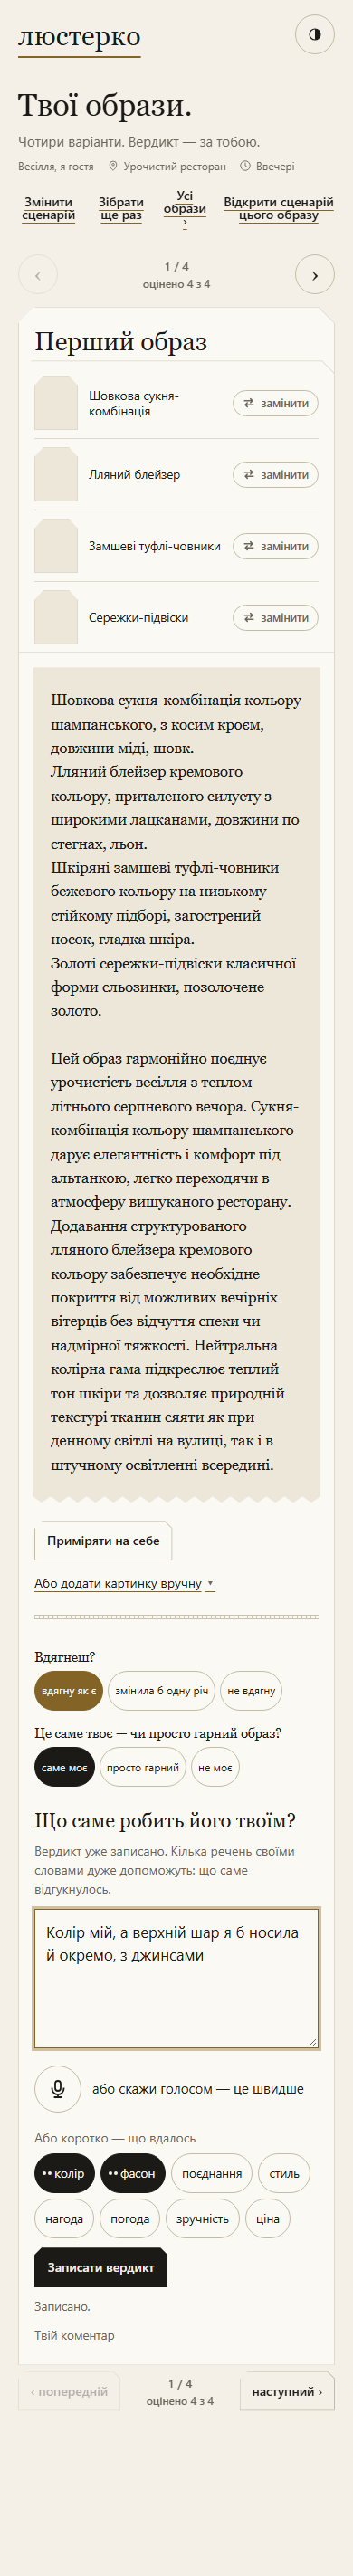 люстерко
Твої образи.
Чотири варіанти. Вердикт — за тобою.
Весілля, я гостя Урочистий ресторан Ввечері
Змінити сценарій
Зібрати ще раз
Усі образи ›
Відкрити сценарій цього образу
‹
1 / 4
оцінено 4 з 4
›
Перший образ
Шовкова сукня-
комбінація
замінити
Лляний блейзер
замінити
Замшеві туфлі-човники
замінити
Сережки-підвіски
замінити
Шовкова сукня-комбінація кольору
шампанського, з косим кроєм,
довжини міді, шовк.
Лляний блейзер кремового
кольору, приталеного силуету з
широкими лацканами, довжини по
стегнах, льон.
Шкіряні замшеві туфлі-човники
бежевого кольору на низькому
стійкому підборі, загострений
носок, гладка шкіра.
Золоті сережки-підвіски класичної
форми сльозинки, позолочене
золото.
Цей образ гармонійно поєднує
урочистість весілля з теплом
літнього серпневого вечора. Сукня-
комбінація кольору шампанського
дарує елегантність і комфорт під
альтанкою, легко переходячи в
атмосферу вишуканого ресторану.
Додавання структурованого
лляного блейзера кремового
кольору забезпечує необхідне
покриття від можливих вечірніх
вітерців без відчуття спеки чи
надмірної тяжкості. Нейтральна
колірна гама підкреслює теплий
тон шкіри та дозволяє природній
текстурі тканин сяяти як при
денному світлі на вулиці, так і в
штучному освітленні всередині.
Приміряти на себе
Або додати картинку вручну ▾
Вдягнеш?
вдягну як є змінила б одну річ не вдягну
Це саме твоє — чи просто гарний образ?
саме моє просто гарний не моє
Що саме робить його твоїм?
Вердикт уже записано. Кілька речень своїми
словами дуже допоможуть: що саме
відгукнулось.
Колір мій, а верхній шар я б носила
й окремо, з джинсами
або скажи голосом — це швидше
Або коротко — що вдалось
••колір ••фасон поєднання стиль
нагода погода зручність ціна
Записати вердикт
Записано.
Твій коментар
‹ попередній
1 / 4
оцінено 4 з 4
наступний ›